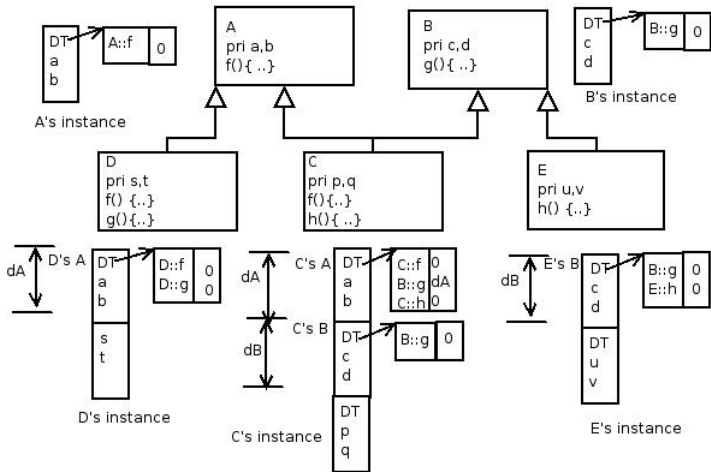 DT
a
b
A::f 0
A's instance
A
pri a,b
f(){ ..}
B
pri c,d
g(){ ..}
DT
c
d
B::g 0
B's instance
D
pri s,t
f() {..}
g(){..}
C
pri p,q
f(){..}
h(){ ..}
E
pri u,v
h() {..}
dA
D's A
DT
a
b
s
t
D::f 0
D::g 0
D's instance
dA
dB
C's A
DT
a
b
C::f 0
B::g dA
C::h 0
C's B
DT
c
d
B::g 0
DT
p
q
C's instance
dB
E's B
DT
c
d
B::g 0
E::h 0
DT
u
v
E's instance